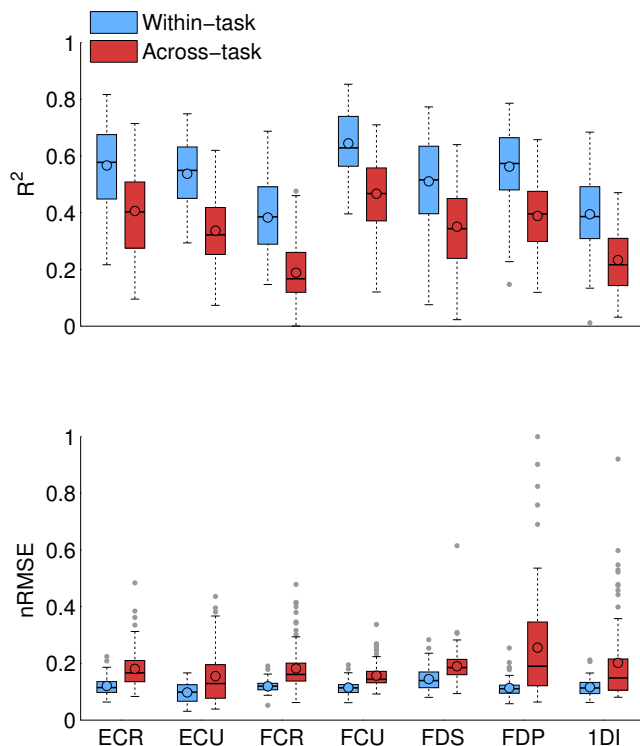 Within−task
Across−task
1
0.8
0.6
0.4
0.2
0
R²
1
0.8
0.6
0.4
0.2
0
nRMSE
ECR ECU FCR FCU FDS FDP 1DI